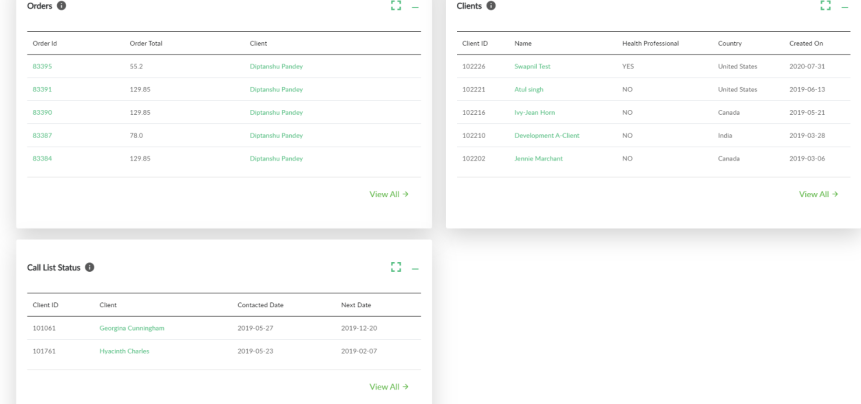 Orders
Order Id Order Total Client
83395 55.2 Diptanshu Pandey
83391 129.85 Diptanshu Pandey
83390 129.85 Diptanshu Pandey
83387 78.0 Diptanshu Pandey
83384 129.85 Diptanshu Pandey
View All →
Clients
Client ID Name Health Professional Country Created On
102226 Swapnil Test YES United States 2020-07-31
102221 Atul singh NO United States 2019-06-13
102216 Ivy-Jean Horn NO Canada 2019-05-21
102210 Development A-Client NO India 2019-03-28
102202 Jennie Marchant NO Canada 2019-03-06
View All →
Call List Status
Client ID Client Contacted Date Next Date
101061 Georgina Cunningham 2019-05-27 2019-12-20
101761 Hyacinth Charles 2019-05-23 2019-02-07
View All →